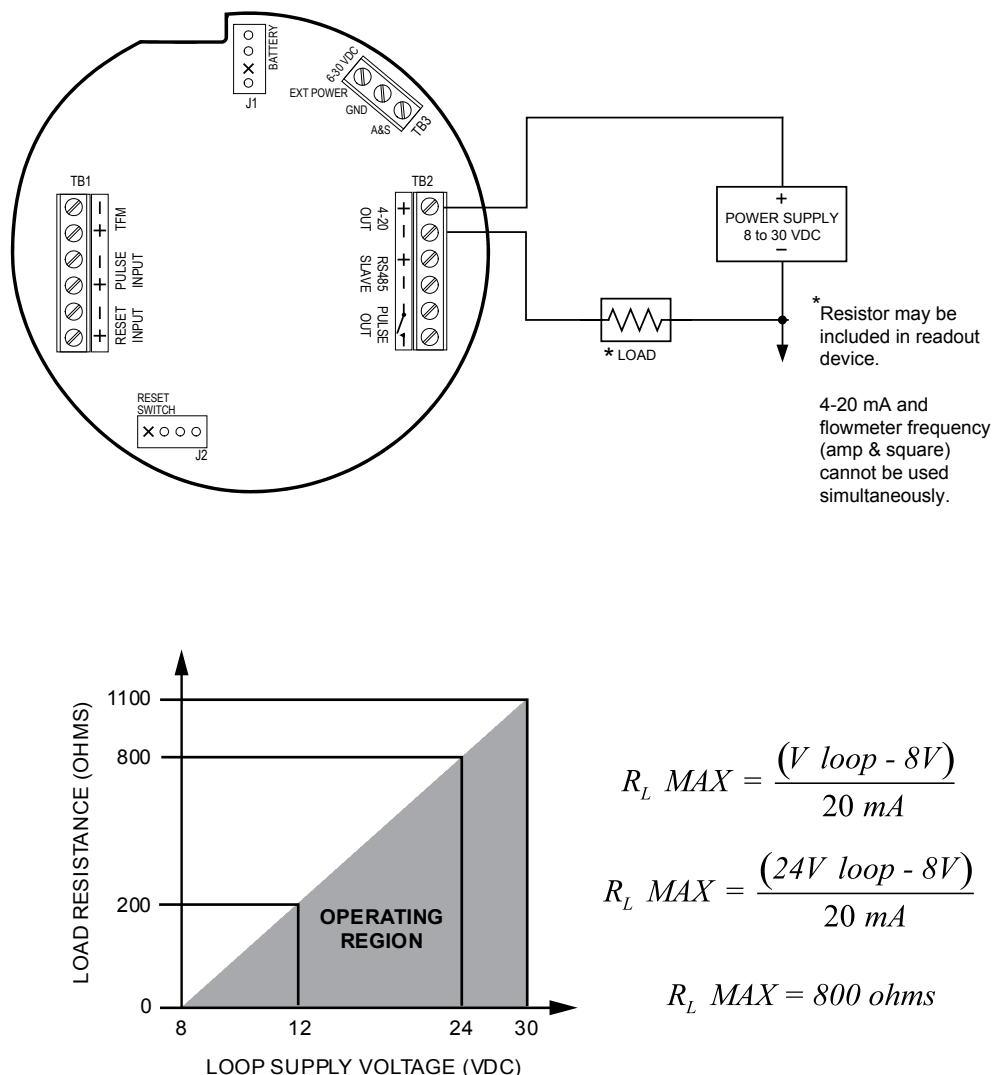 BATTERY
J1
6-30 VDC
EXT POWER
GND
A&S
TB3
TB1
TFM
PULSE
INPUT
RESET
INPUT
− + − + − +
TB2
4-20
OUT
RS485
SLAVE
PULSE
OUT
+ − + −
RESET
SWITCH
J2
+
POWER SUPPLY
8 to 30 VDC
−
* LOAD
*Resistor may be
included in readout
device.
4-20 mA and
flowmeter frequency
(amp & square)
cannot be used
simultaneously.
LOAD RESISTANCE (OHMS)
1100
800
200
0
OPERATING
REGION
8 12 24 30
LOOP SUPPLY VOLTAGE (VDC)
R_L MAX = (V loop - 8V) / 20 mA
R_L MAX = (24V loop - 8V) / 20 mA
R_L MAX = 800 ohms